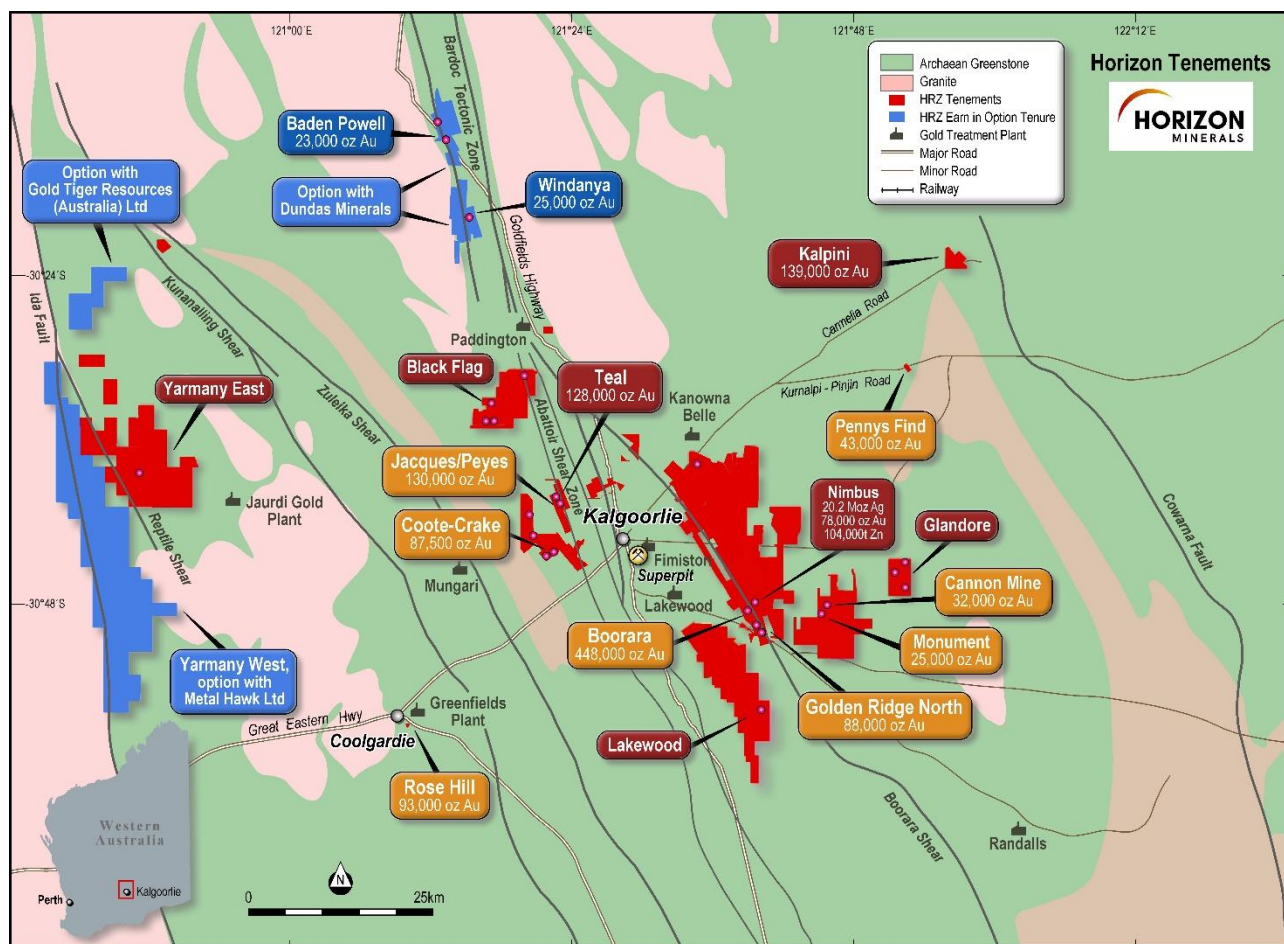 121°00´E
121°24´E
121°48´E
122°12´E
30°24´S
30°48´S
Horizon Tenements
HORIZON
MINERALS
Archaean Greenstone
Granite
HRZ Tenements
HRZ Earn in Option Tenure
Gold Treatment Plant
Major Road
Minor Road
Railway
Bardoc Tectonic Zone
Baden Powell
23,000 oz Au
Option with
Gold Tiger Resources
(Australia) Ltd
Option with
Dundas Minerals
Windanya
25,000 oz Au
Goldfields Highway
Kalpini
139,000 oz Au
Carmelia Road
Ida Fault
Kunanalling Shear
Zuleika Shear
Paddington
Black Flag
Teal
128,000 oz Au
Kanowna
Belle
Kurnalpi - Pinjin Road
Yarmany East
Abattoir Shear Zone
Pennys Find
43,000 oz Au
Jacques/Peyes
130,000 oz Au
Jaurdi Gold
Plant
Reptile Shear
Coote-Crake
87,500 oz Au
Kalgoorlie
Nimbus
20.2 Moz Ag
78,000 oz Au
104,000t Zn
Glandore
Cowarna Fault
Fimiston
Superpit
Mungari
Lakewood
Cannon Mine
32,000 oz Au
Boorara
448,000 oz Au
Monument
25,000 oz Au
Yarmany West,
option with
Metal Hawk Ltd
Golden Ridge North
88,000 oz Au
Greenfields
Plant
Great Eastern Hwy
Coolgardie
Lakewood
Rose Hill
93,000 oz Au
Boorara Shear
Randalls
Western
Australia
Perth
Kalgoorlie
N
0
25km